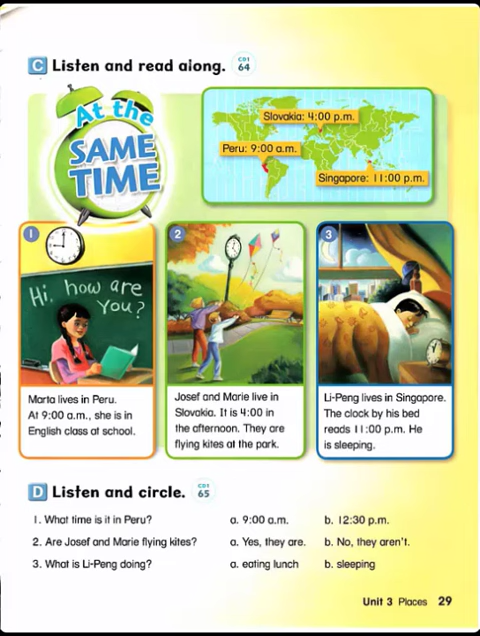 C Listen and read along. CD1 64
At the
SAME
TIME
Slovakia: 4:00 p.m.
Peru: 9:00 a.m.
Singapore: 11:00 p.m.
1
Hi, how are
you?
Marta lives in Peru.
At 9:00 a.m., she is in
English class at school.
2
Josef and Marie live in
Slovakia. It is 4:00 in
the afternoon. They are
flying kites at the park.
3
Li-Peng lives in Singapore.
The clock by his bed
reads 11:00 p.m. He
is sleeping.
D Listen and circle. CD1 65
1. What time is it in Peru? a. 9:00 a.m. b. 12:30 p.m.
2. Are Josef and Marie flying kites? a. Yes, they are. b. No, they aren't.
3. What is Li-Peng doing? a. eating lunch b. sleeping
Unit 3 Places 29